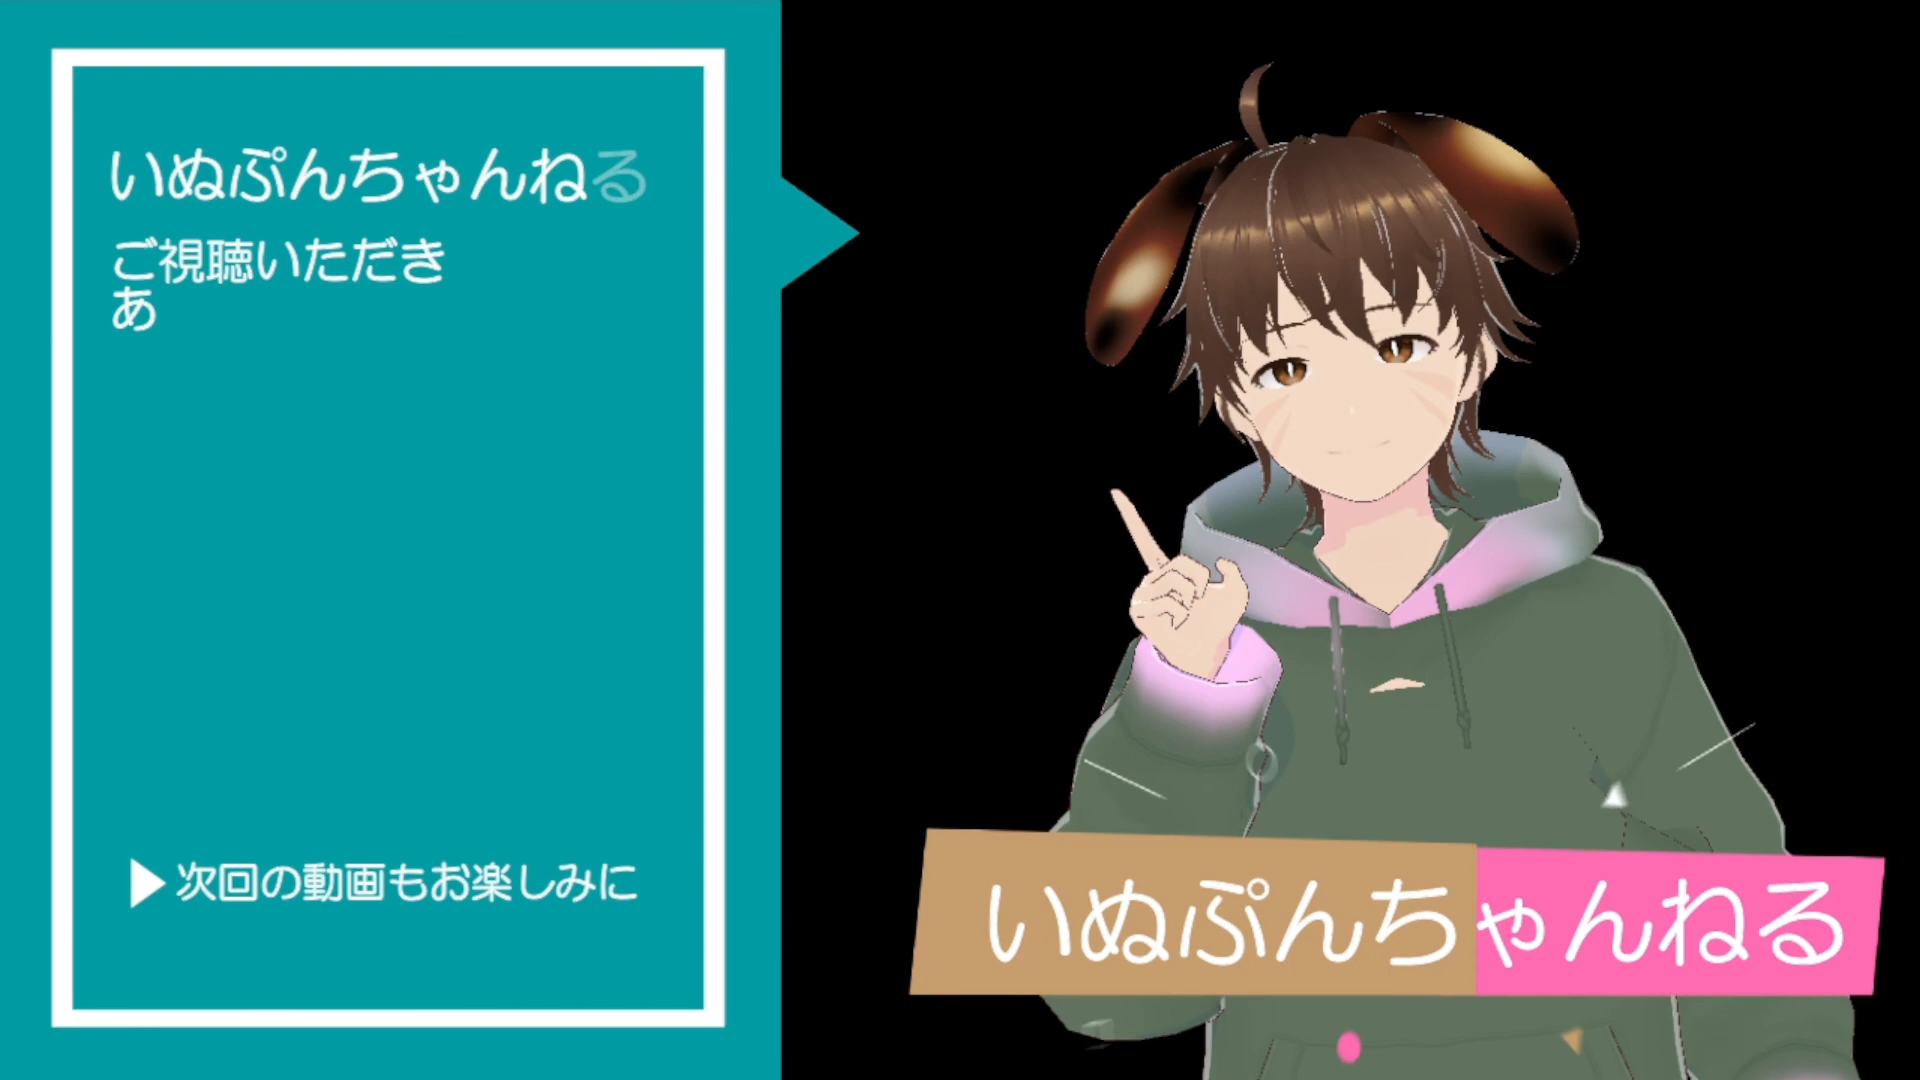 いぬぷんちゃんねる
ご視聴いただき
あ
▶次回の動画もお楽しみに
いぬぷんちゃんねる